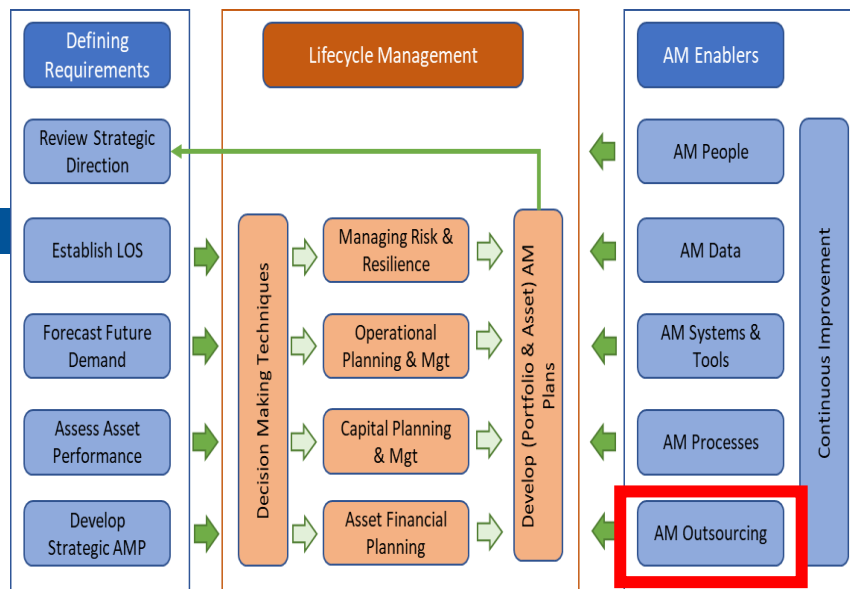 Defining
Requirements
Review Strategic
Direction
Establish LOS
Forecast Future
Demand
Assess Asset
Performance
Develop
Strategic AMP
Lifecycle Management
Decision Making Techniques
Managing Risk &
Resilience
Operational
Planning & Mgt
Capital Planning
& Mgt
Asset Financial
Planning
Develop (Portfolio & Asset) AM
Plans
AM Enablers
AM People
AM Data
AM Systems &
Tools
AM Processes
AM Outsourcing
Continuous Improvement